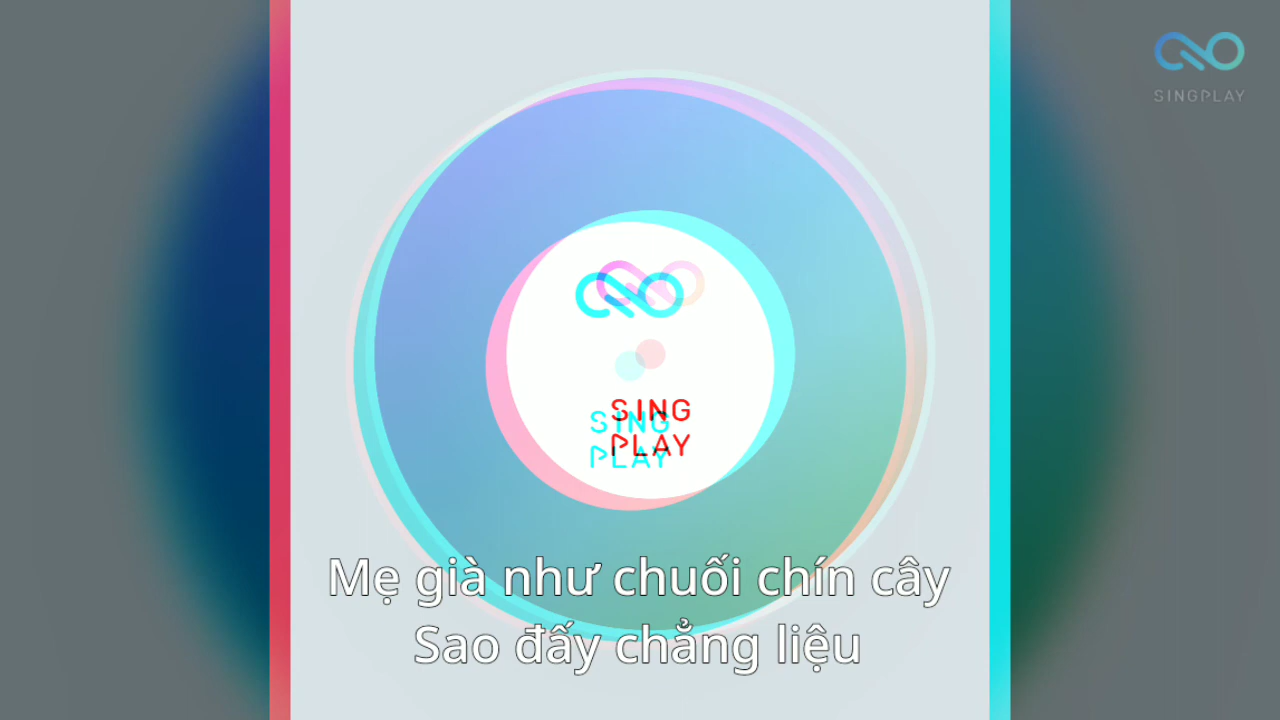 SINGPLAY
SING
PLAY
SING
PLAY
Mẹ già như chuối chín cây
Sao đấy chẳng liệu